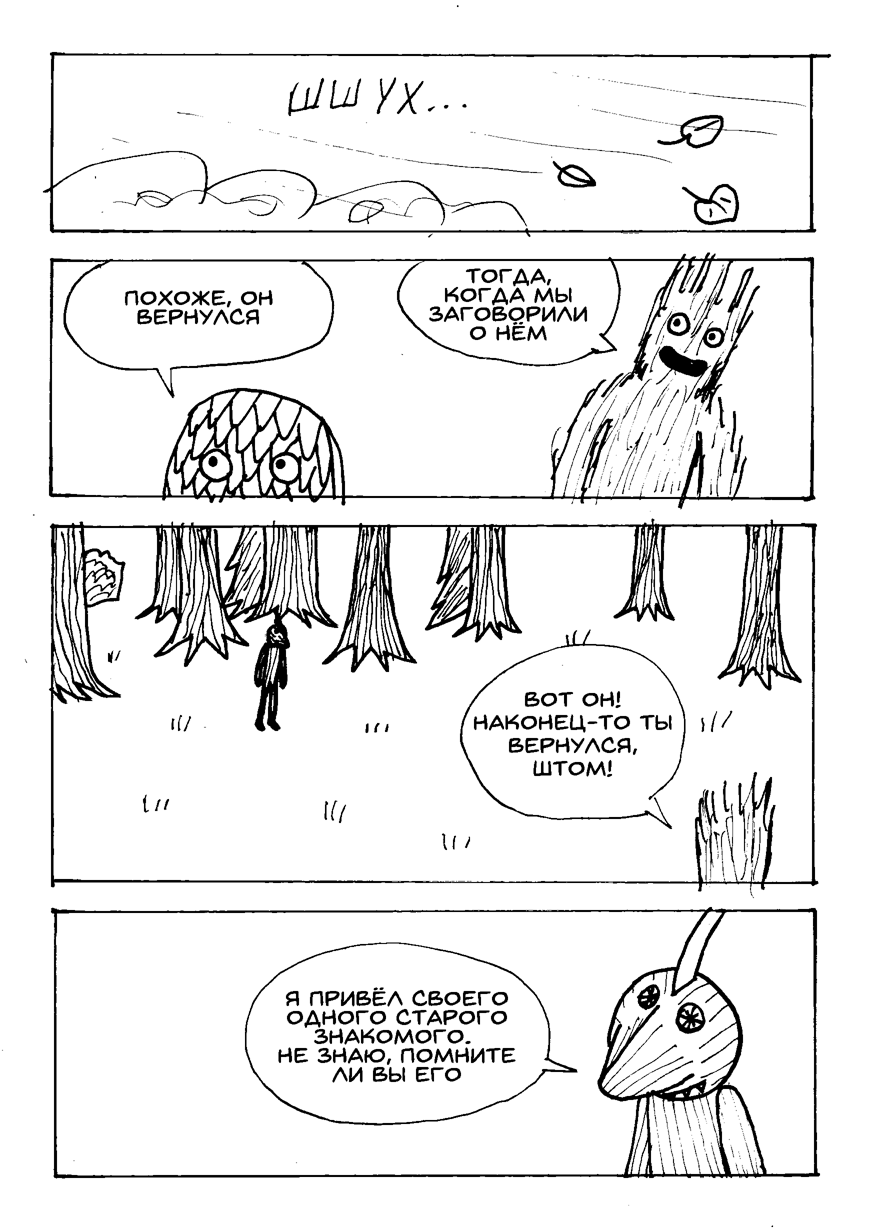 ШШУХ...
ПОХОЖЕ, ОН
ВЕРНУЛСЯ
ТОГДА,
КОГДА МЫ
ЗАГОВОРИЛИ
О НЁМ
ВОТ ОН!
НАКОНЕЦ-ТО ТЫ
ВЕРНУЛСЯ,
ШТОМ!
Я ПРИВЁЛ СВОЕГО
ОДНОГО СТАРОГО
ЗНАКОМОГО.
НЕ ЗНАЮ, ПОМНИТЕ
ЛИ ВЫ ЕГО